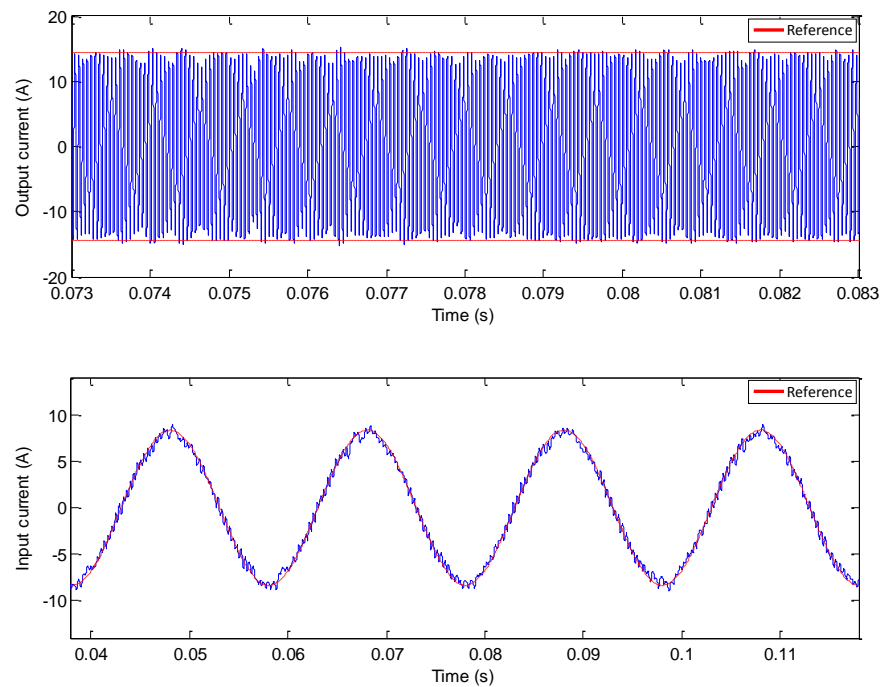 20
10
0
-10
-20
Output current (A)
Reference
0.073 0.074 0.075 0.076 0.077 0.078 0.079 0.08 0.081 0.082 0.083
Time (s)
10
5
0
-5
-10
Input current (A)
Reference
0.04 0.05 0.06 0.07 0.08 0.09 0.1 0.11
Time (s)